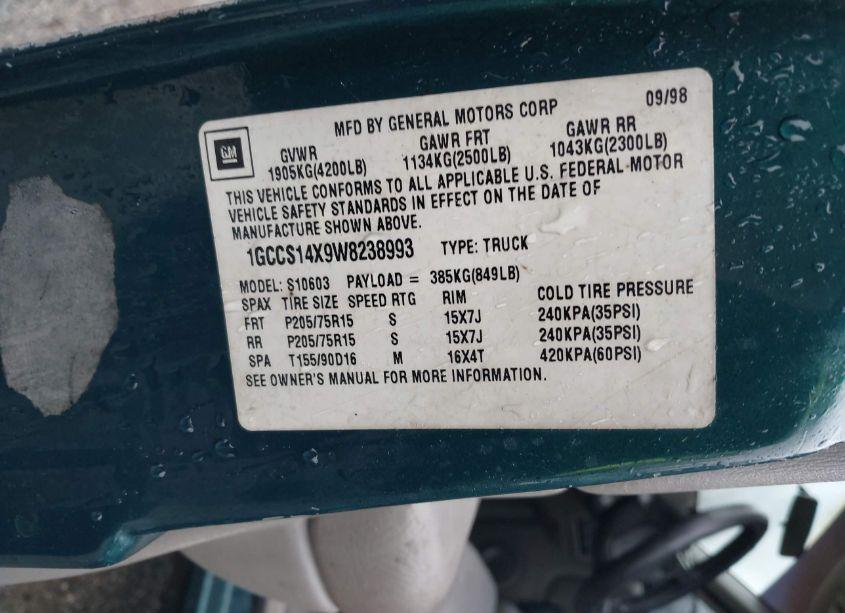 MFD BY GENERAL MOTORS CORP 09/98
GM
GVWR GAWR FRT GAWR RR
1905KG(4200LB) 1134KG(2500LB) 1043KG(2300LB)
THIS VEHICLE CONFORMS TO ALL APPLICABLE U.S. FEDERAL MOTOR
VEHICLE SAFETY STANDARDS IN EFFECT ON THE DATE OF
MANUFACTURE SHOWN ABOVE.
1GCCS14X9W8238993 TYPE: TRUCK
MODEL: S10603 PAYLOAD = 385KG(849LB)
SPAX TIRE SIZE SPEED RTG RIM COLD TIRE PRESSURE
FRT P205/75R15 S 15X7J 240KPA(35PSI)
RR P205/75R15 S 15X7J 240KPA(35PSI)
SPA T155/90D16 M 16X4T 420KPA(60PSI)
SEE OWNER'S MANUAL FOR MORE INFORMATION.